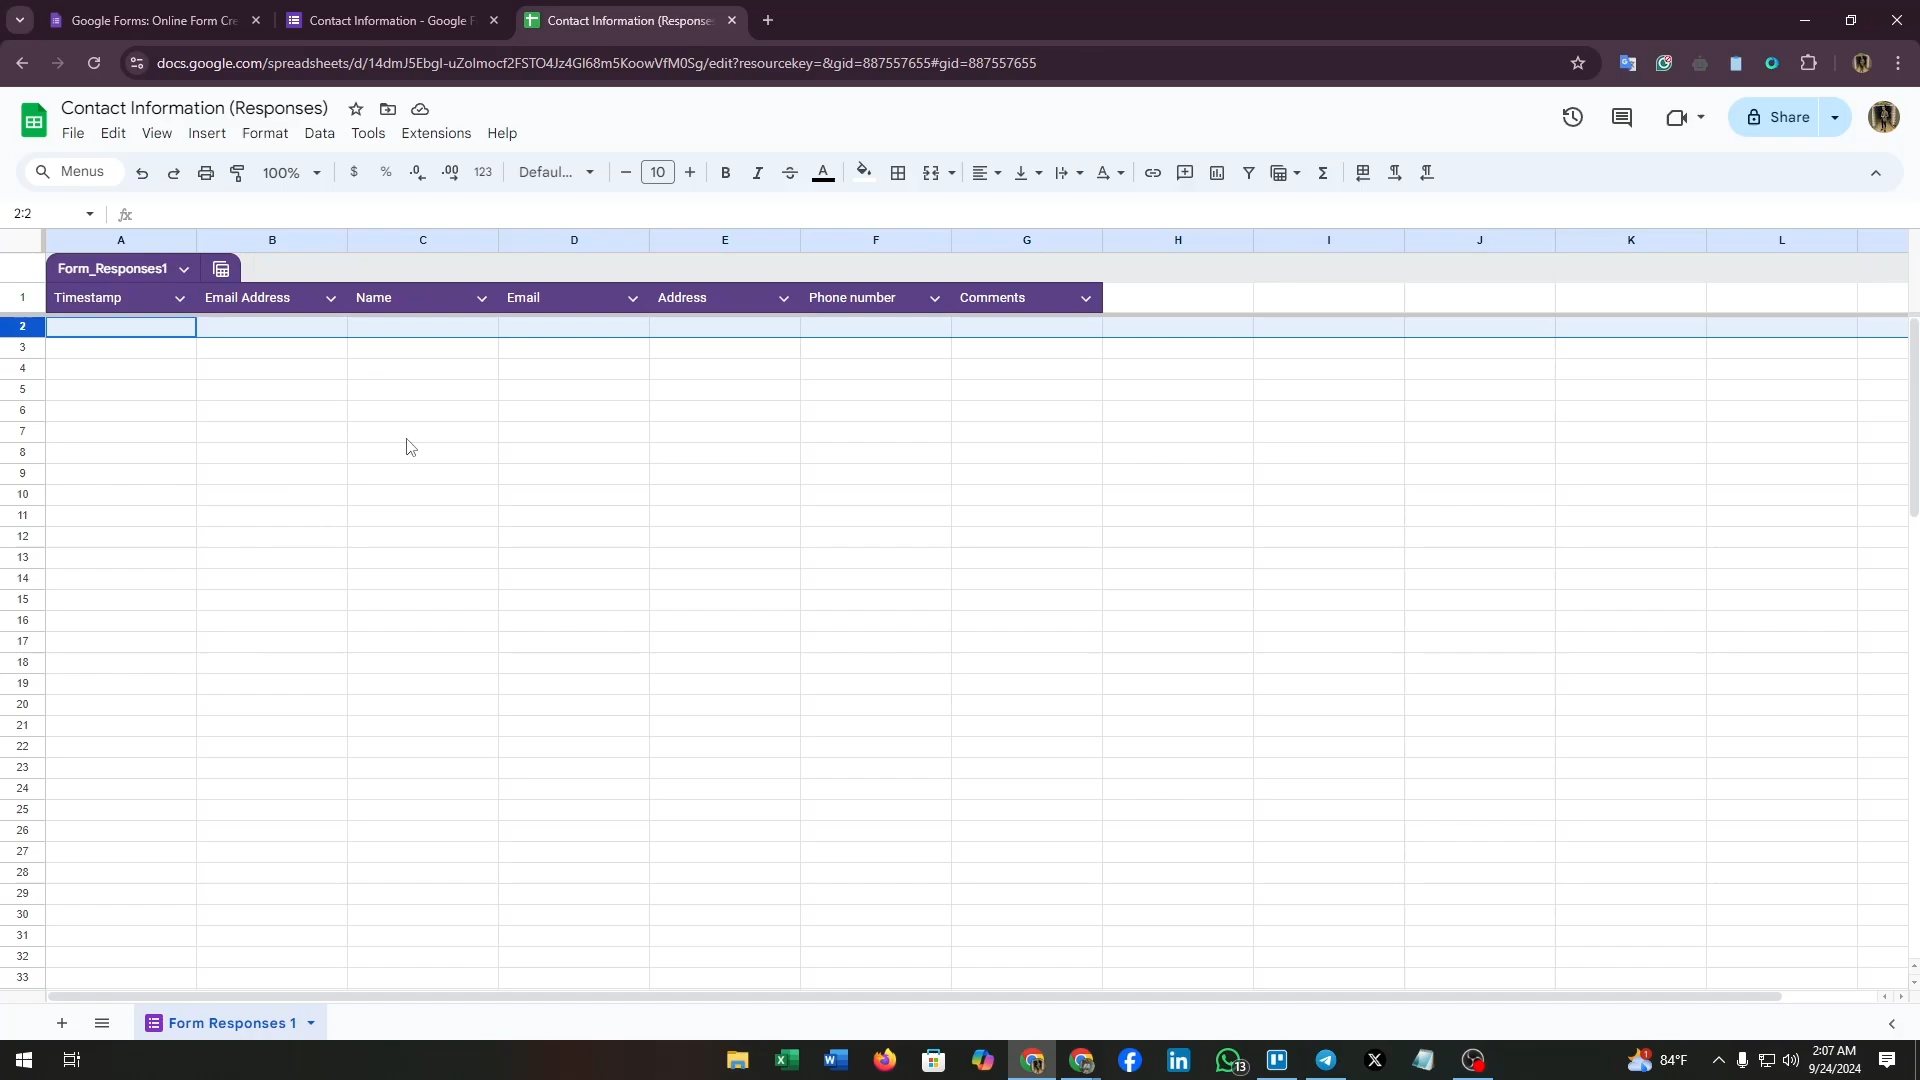 Google Forms: Online Form Cre
Contact Information - Google F
Contact Information (Response
docs.google.com/spreadsheets/d/14dmJ5EbgI-uZoImocf2FSTO4Jz4GI68m5KoowVfM0Sg/edit?resourcekey=&gid=887557655#gid=887557655
Contact Information (Responses)
File Edit View Insert Format Data Tools Extensions Help
Share
Menus 100% $ % .0 .00 123 Defaul... 10 B I A
2:2 fx
A B C D E F G H I J K L
Form_Responses1
1 Timestamp Email Address Name Email Address Phone number Comments
2
3
4
5
6
7
8
9
10
11
12
13
14
15
16
17
18
19
20
21
22
23
24
25
26
27
28
29
30
31
32
33
Form Responses 1
13
1 84°F
2:07 AM
9/24/2024